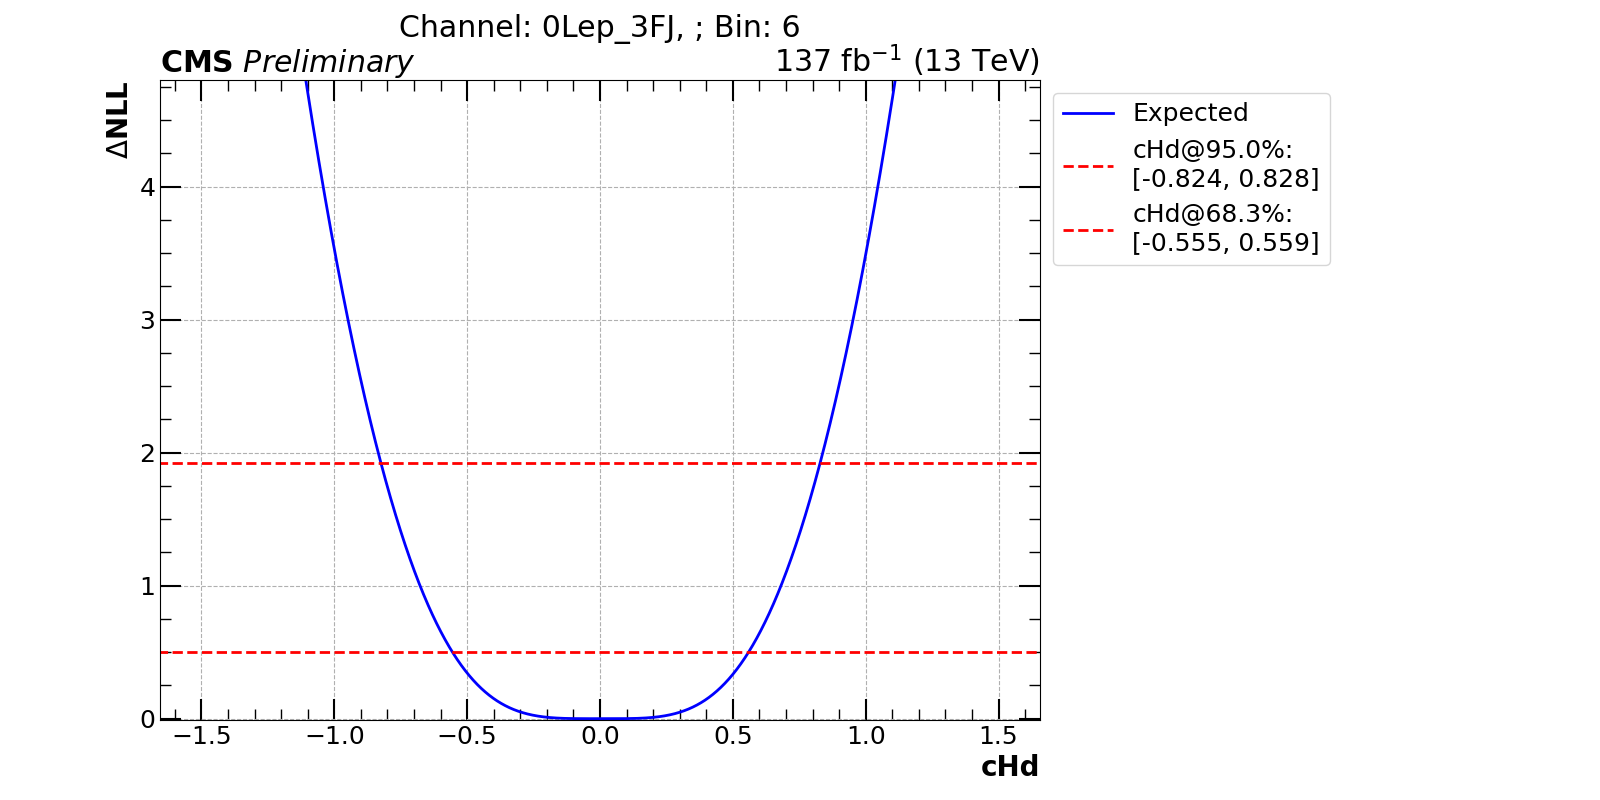 Channel: 0Lep_3FJ, ; Bin: 6
CMS Preliminary
137 fb⁻¹ (13 TeV)
ΔNLL
4
3
2
1
0
−1.5
−1.0
−0.5
0.0
0.5
1.0
1.5
cHd
Expected
cHd@95.0%:
[-0.824, 0.828]
cHd@68.3%:
[-0.555, 0.559]